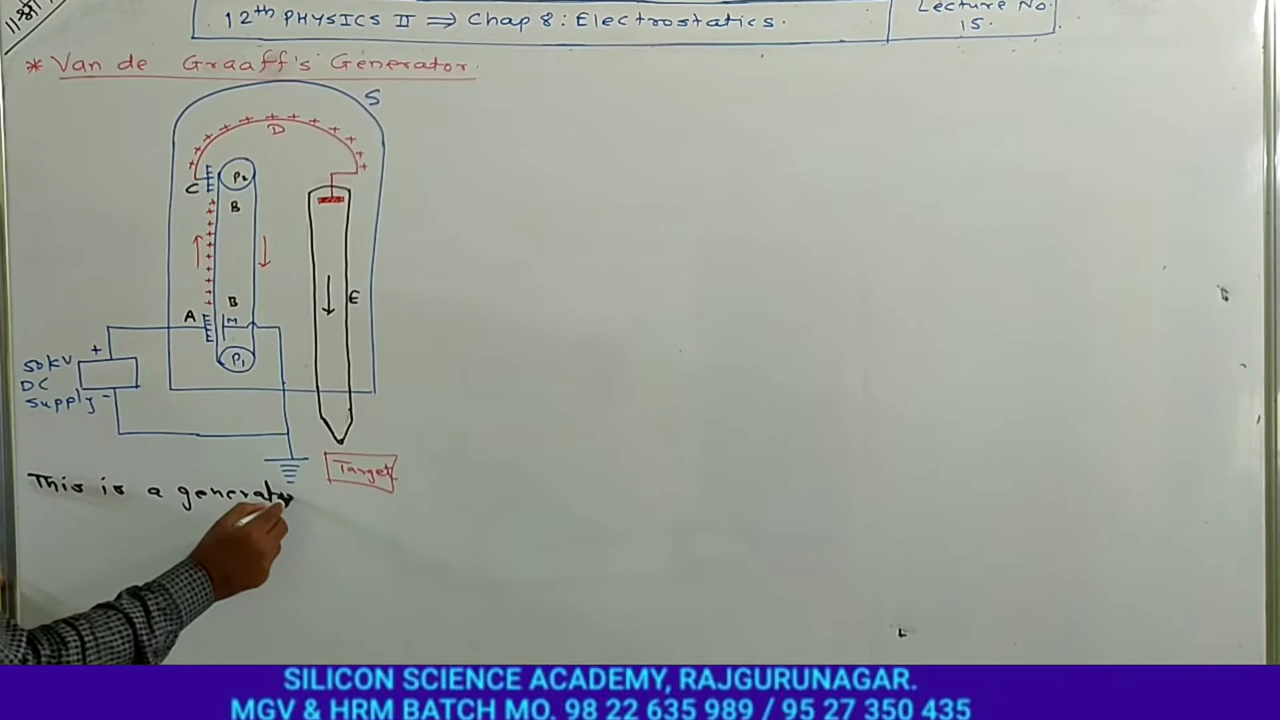 ॥श्री॥
12th PHYSICS II ⇒ Chap 8: Electrostatics.
Lecture No.
15.
* Van de Graaff's Generator.
S
+ + + + + + + + + + + + +
D
C
P2
B
+ + + + + + + + + +
B
E
A
M
+
P1
50kV
DC
Supply -
Target
This is a generator
SILICON SCIENCE ACADEMY, RAJGURUNAGAR.
MGV & HRM BATCH MO. 98 22 635 989 / 95 27 350 435